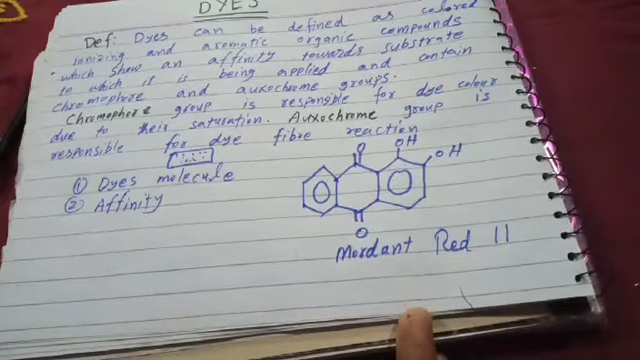 DYES
Def: Dyes can be defined as colored
ionizing and aromatic organic compounds
which show an affinity towards substrate
to which it is being applied and contain
chromophore and auxochrome groups.
Chromophore group is responsible for dye colour
due to their saturation. Auxochrome group is
responsible for dye fibre reaction
① Dyes molecule
② Affinity
O
OH
OH
O
Mordant Red 11